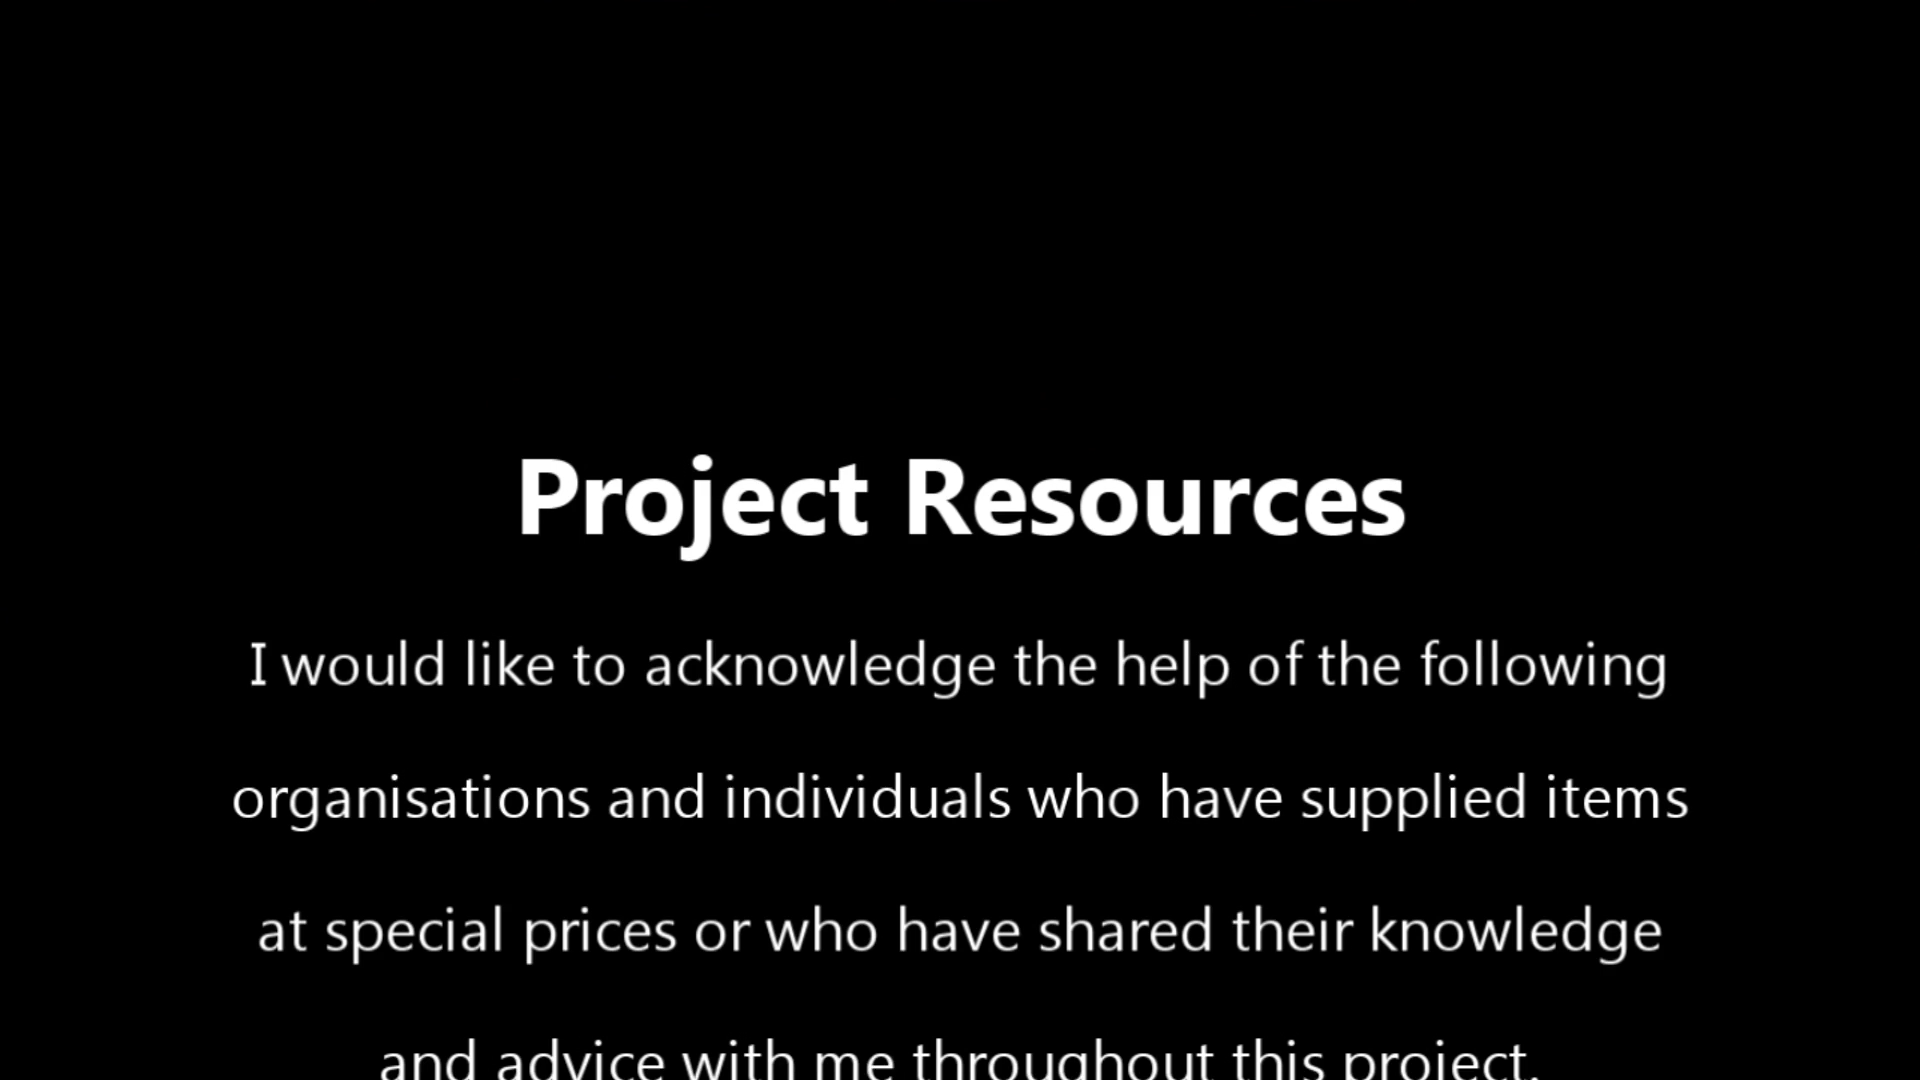 Project Resources
I would like to acknowledge the help of the following
organisations and individuals who have supplied items
at special prices or who have shared their knowledge
and advice with me throughout this project.